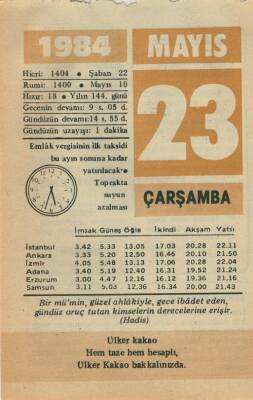 1984 MAYIS
Hicri: 1404 • Şaban 22
Rumi: 1400 • Mayıs 10
Hızır: 18 • Yılın 144. günü
Gecenin devamı: 9 s. 05 d.
Gündüzün devamı:14 s. 55 d.
Gündüzün uzayışı: 1 dakika
23
Emlâk vergisinin ilk taksidi
bu ayın sonuna kadar
yatırılacak•
Toprakta
suyun
azalması
ÇARŞAMBA
İmsak Güneş Öğle İkindi Akşam Yatsı
İstanbul 3.42 5.33 13.05 17.03 20.28 22.11
Ankara 3.33 5.20 12.50 16.46 20.10 21.50
İzmir 4.05 5.48 13.13 17.06 20.28 22.04
Adana 3.40 5.19 12.40 16.31 19.52 21.24
Erzurum 3.00 4.47 12.16 16.12 19.36 21.16
Samsun 3.11 5.03 12.36 16.34 20.00 21.43
Bir mü'min, güzel ahlâkiyle, gece ibâdet eden,
gündüz oruç tutan kimselerin derecelerine erişir.
(Hadis)
Ülker kakao
Hem taze hem hesaplı,
Ülker Kakao bakkalınızda.